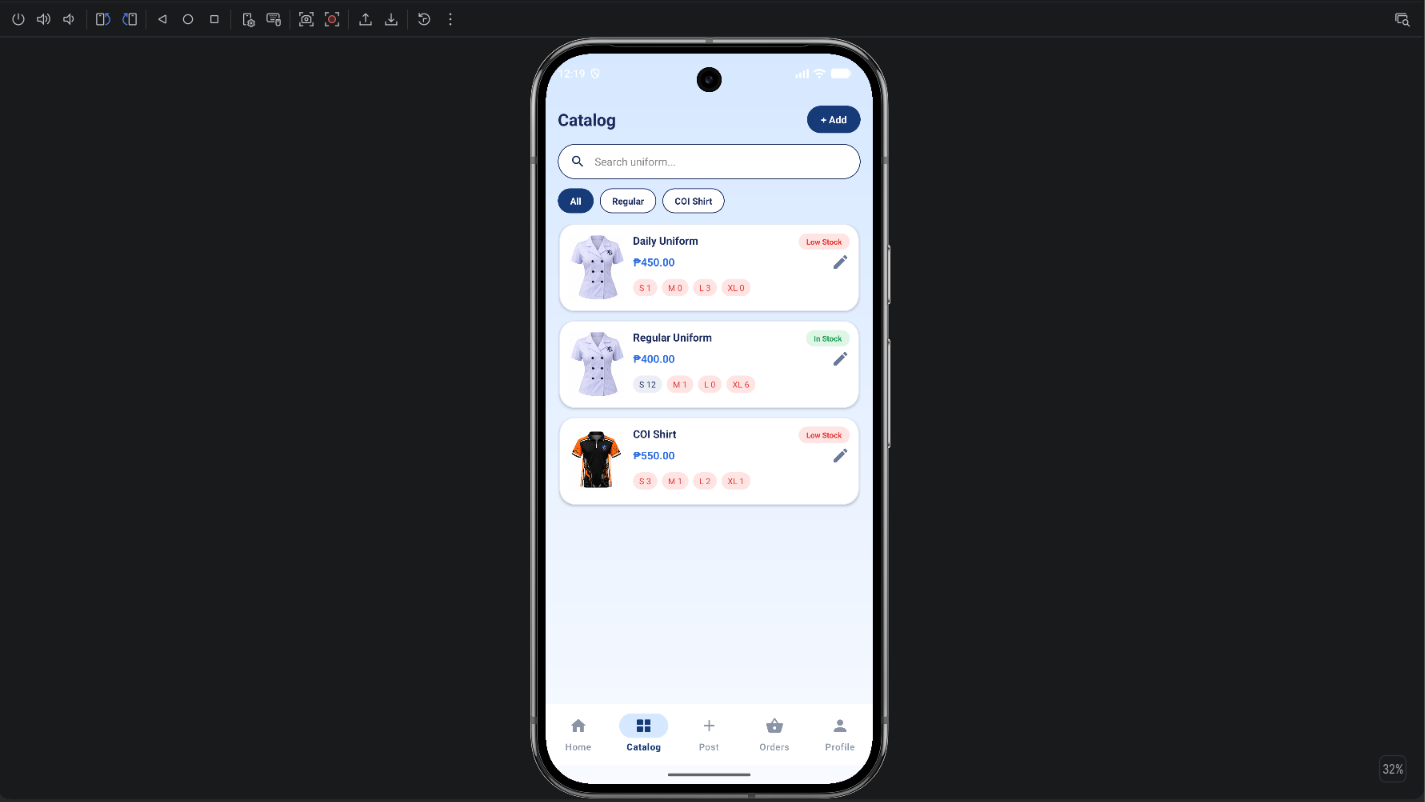 12:19
Catalog
+ Add
Search uniform...
All
Regular
COI Shirt
Daily Uniform
Low Stock
₱450.00
S 1
M 0
L 3
XL 0
Regular Uniform
In Stock
₱400.00
S 12
M 1
L 0
XL 6
COI Shirt
Low Stock
₱550.00
S 3
M 1
L 2
XL 1
Home
Catalog
Post
Orders
Profile
32%